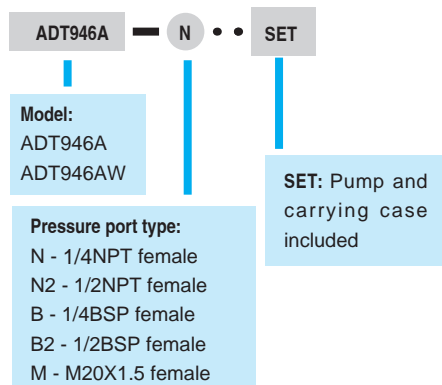 ADT946A — N • • SET
Model:
ADT946A
ADT946AW
SET: Pump and
carrying case
included
Pressure port type:
N - 1/4NPT female
N2 - 1/2NPT female
B - 1/4BSP female
B2 - 1/2BSP female
M - M20X1.5 female